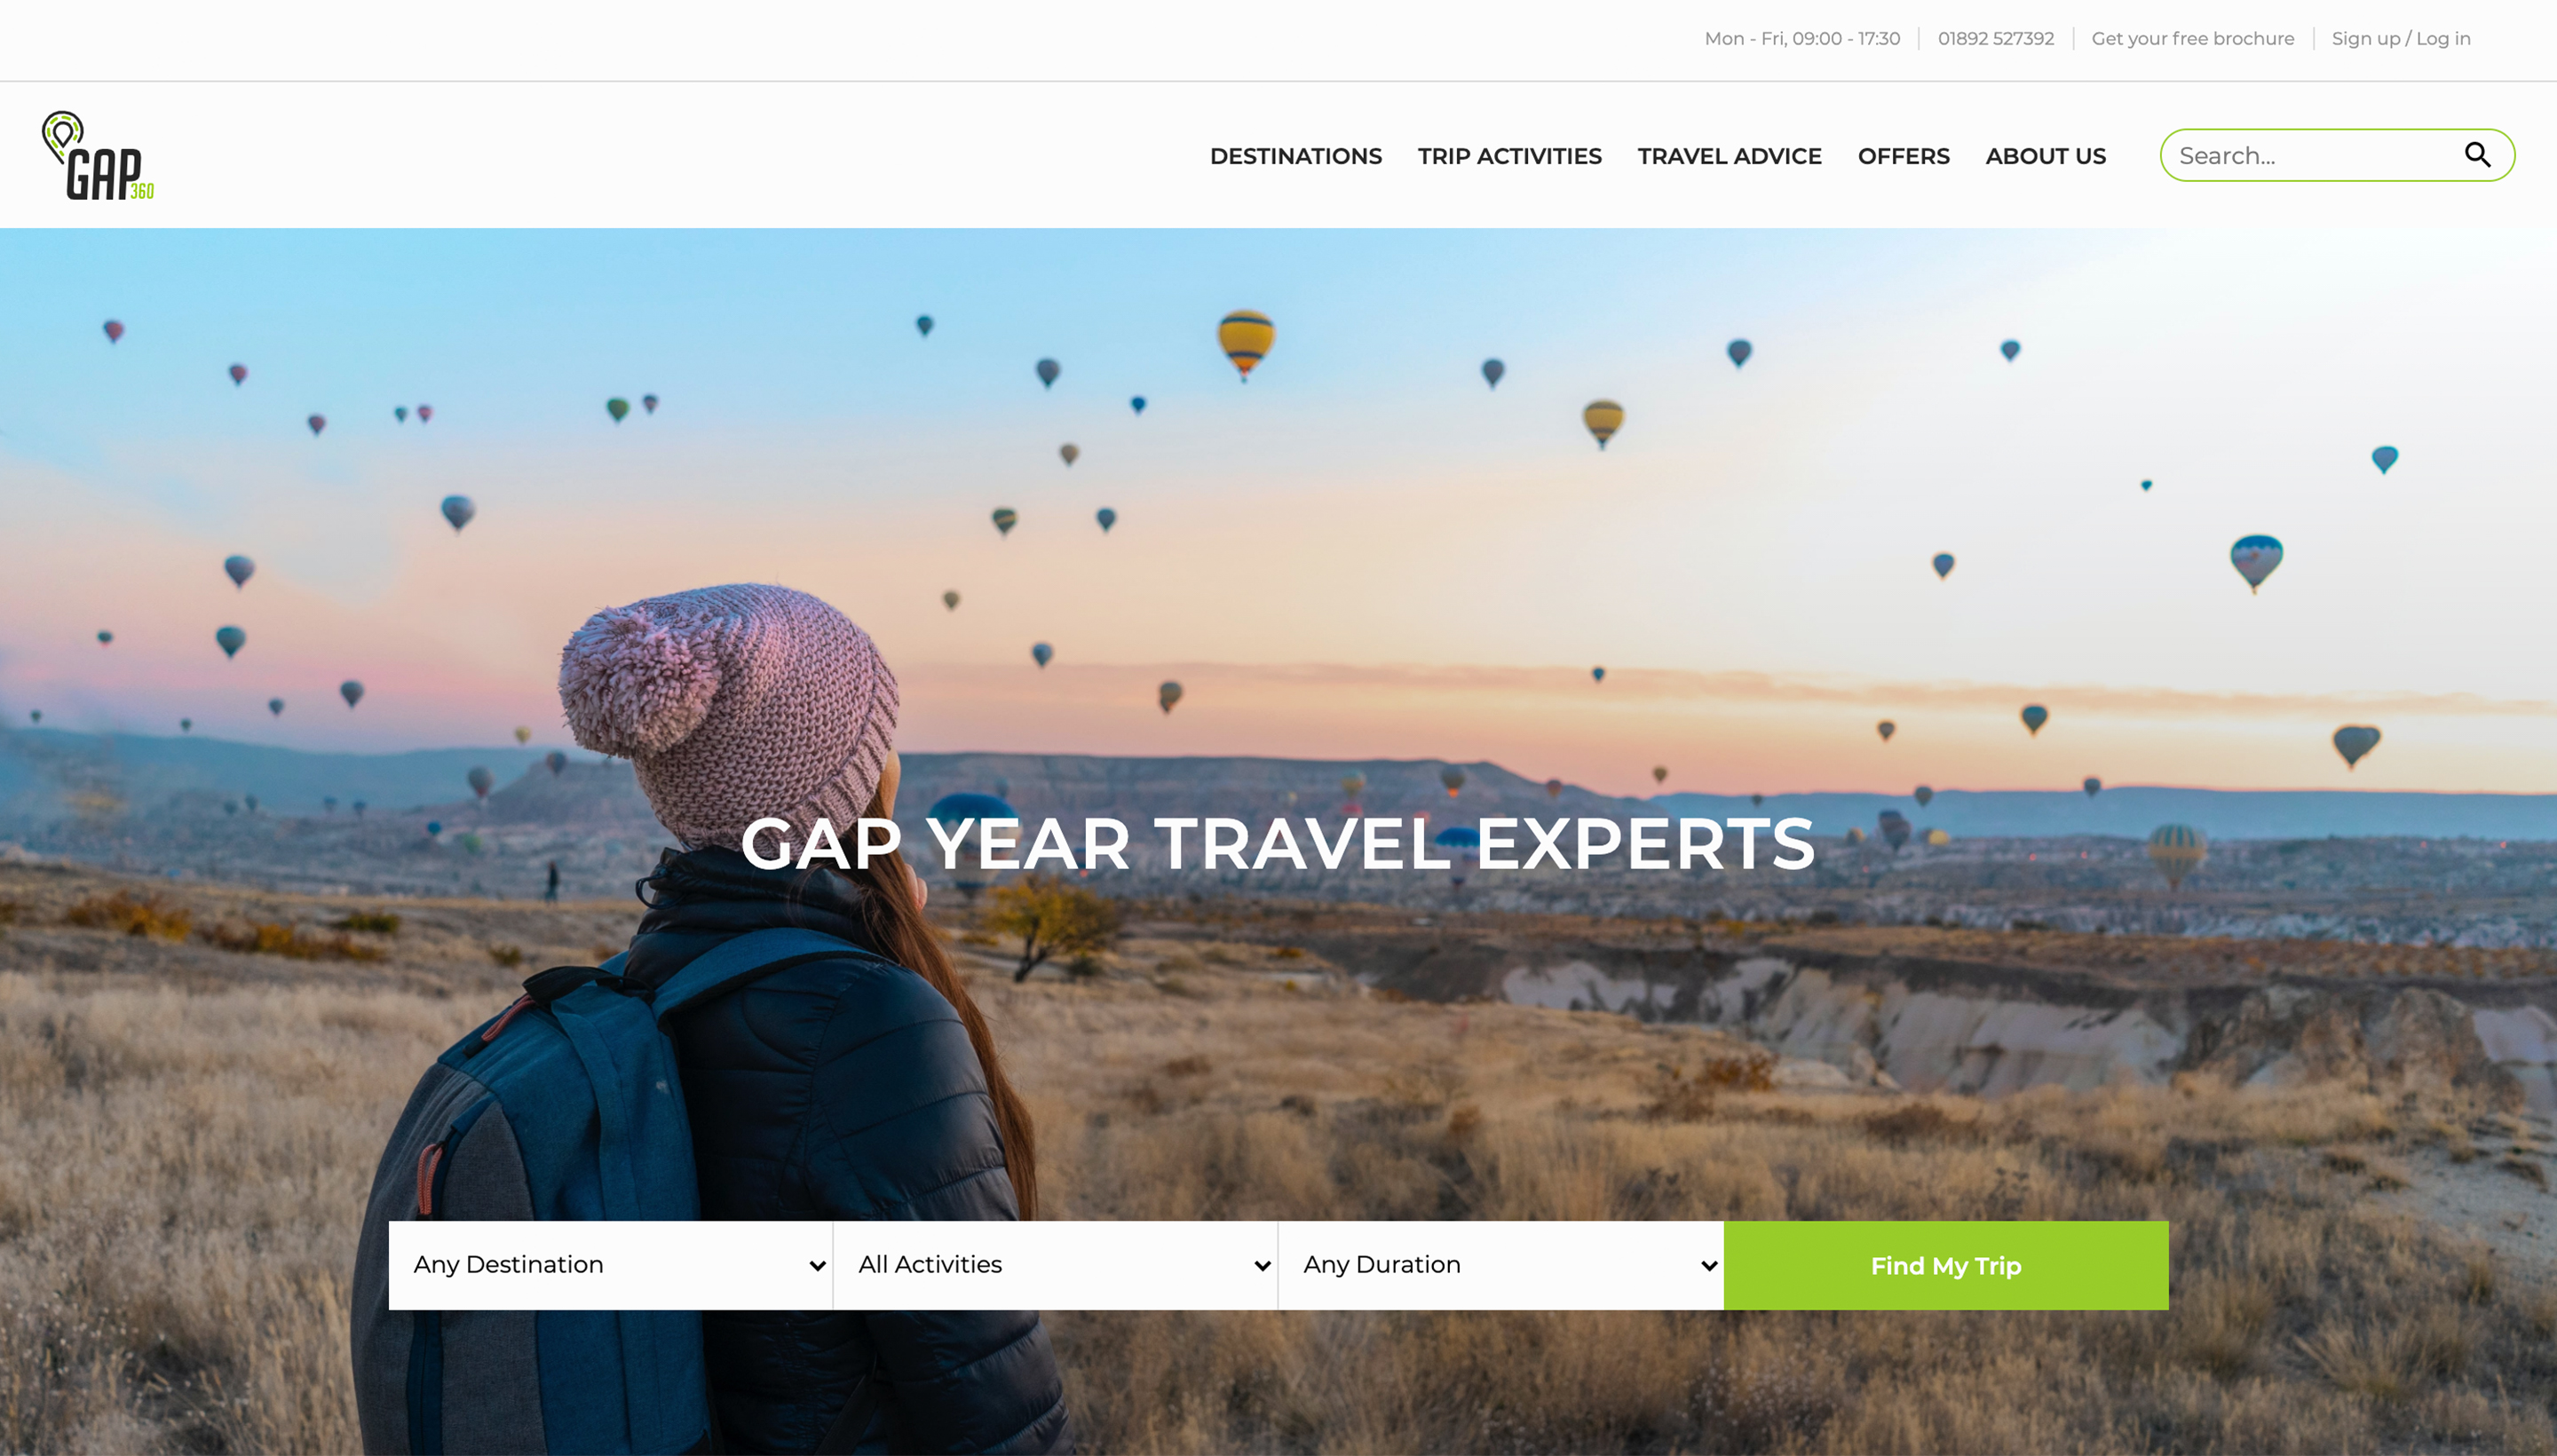 Mon - Fri, 09:00 - 17:30
01892 527392
Get your free brochure
Sign up / Log in
GAP
360
DESTINATIONS
TRIP ACTIVITIES
TRAVEL ADVICE
OFFERS
ABOUT US
Search...
GAP YEAR TRAVEL EXPERTS
Any Destination
All Activities
Any Duration
Find My Trip